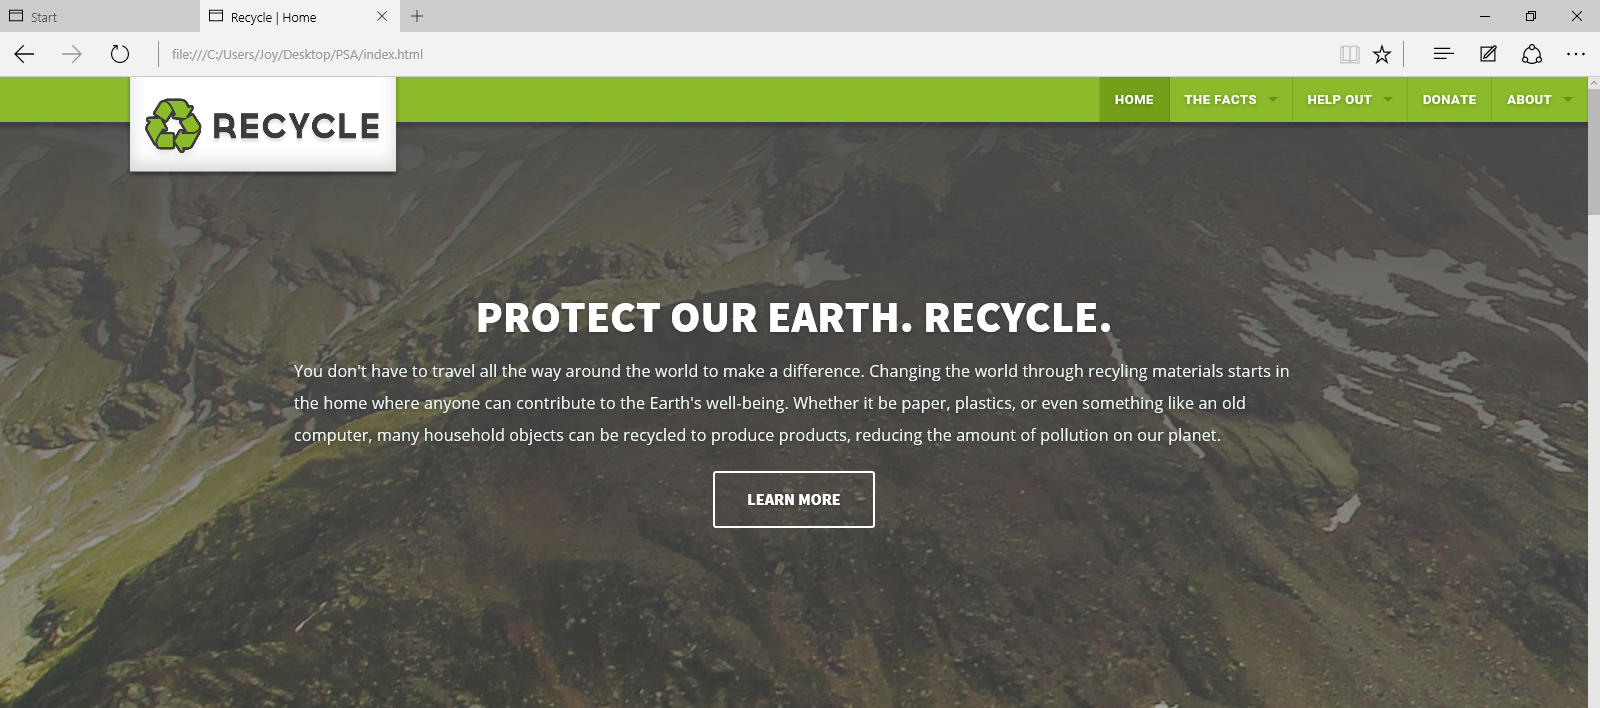 Start
Recycle | Home
file:///C:/Users/Joy/Desktop/PSA/index.html
RECYCLE
HOME THE FACTS HELP OUT DONATE ABOUT
PROTECT OUR EARTH. RECYCLE.
You don't have to travel all the way around the world to make a difference. Changing the world through recyling materials starts in
the home where anyone can contribute to the Earth's well-being. Whether it be paper, plastics, or even something like an old
computer, many household objects can be recycled to produce products, reducing the amount of pollution on our planet.
LEARN MORE